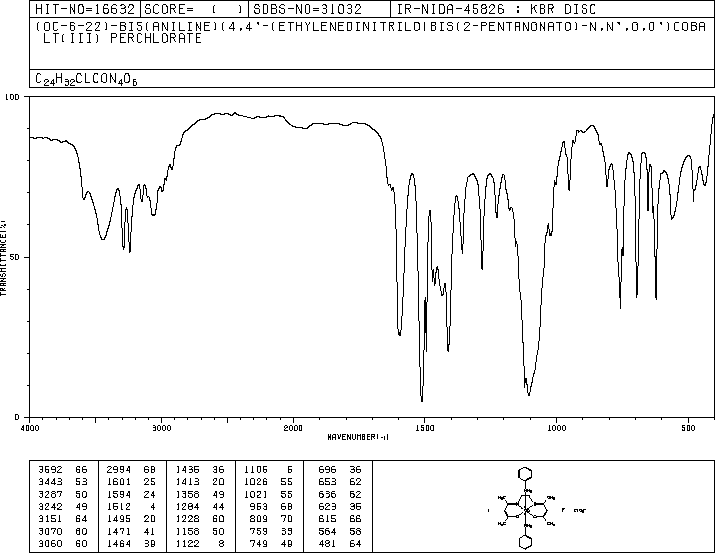 HIT-NO=16632 SCORE= ( ) SDBS-NO=31032 IR-NIDA-45826 : KBR DISC
(OC-6-22)-BIS(ANILINE)(4,4'-(ETHYLENEDINITRILO)BIS(2-PENTANONATO)-N,N',O,O')COBA
LT(III) PERCHLORATE
C24H32CLCON4O6
100
TRANSMITTANCE(%)
50
0
4000 3000 2000 1500 1000 500
WAVENUMBER(-1)
3592 66 2994 68 1436 36 1106 6 696 36
3443 53 1601 25 1413 20 1026 55 653 62
3287 50 1594 24 1358 49 1021 55 636 62
3242 49 1512 4 1284 44 953 68 623 35
3151 64 1495 20 1228 60 809 70 615 66
3070 60 1471 41 1158 50 759 33 564 58
3060 60 1464 39 1122 8 749 49 481 64